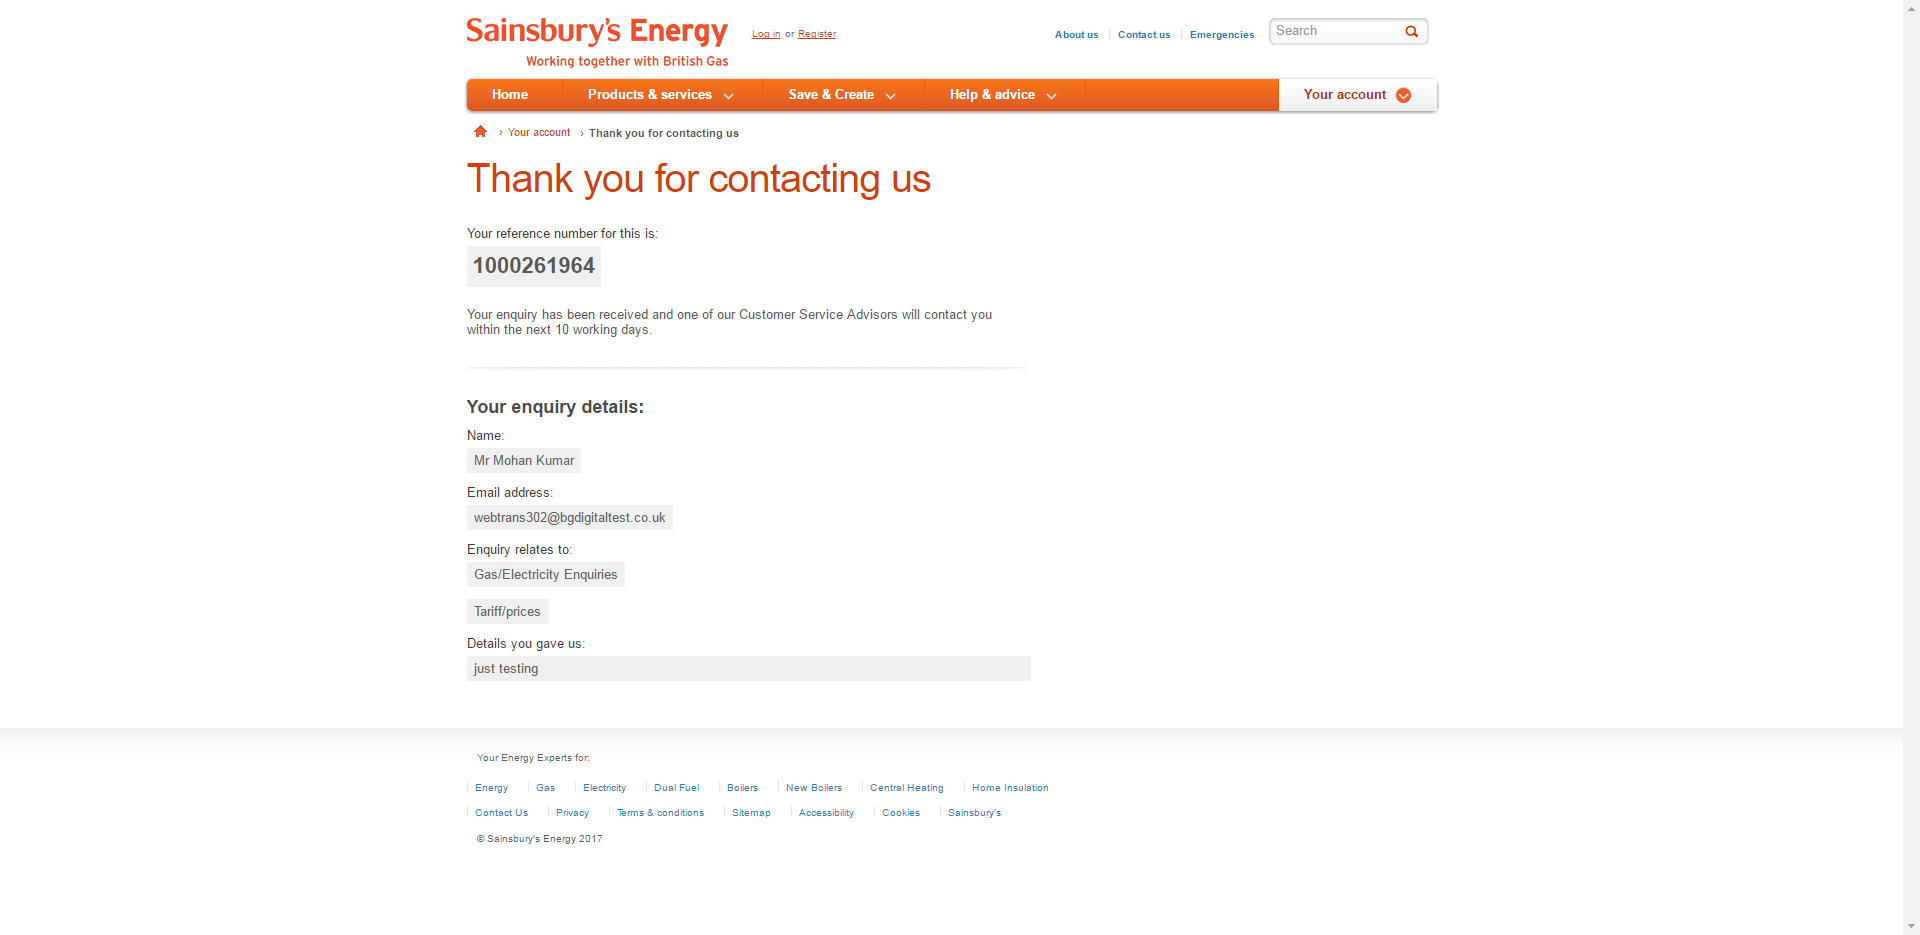 Sainsbury's Energy
Working together with British Gas
Log in or Register
About us
Contact us
Emergencies
Search
Home
Products & services
Save & Create
Help & advice
Your account
› Your account › Thank you for contacting us
Thank you for contacting us
Your reference number for this is:
1000261964
Your enquiry has been received and one of our Customer Service Advisors will contact you
within the next 10 working days.
Your enquiry details:
Name:
Mr Mohan Kumar
Email address:
webtrans302@bgdigitaltest.co.uk
Enquiry relates to:
Gas/Electricity Enquiries
Tariff/prices
Details you gave us:
just testing
Your Energy Experts for:
Energy Gas Electricity Dual Fuel Boilers New Boilers Central Heating Home Insulation
Contact Us Privacy Terms & conditions Sitemap Accessibility Cookies Sainsbury's
© Sainsbury's Energy 2017